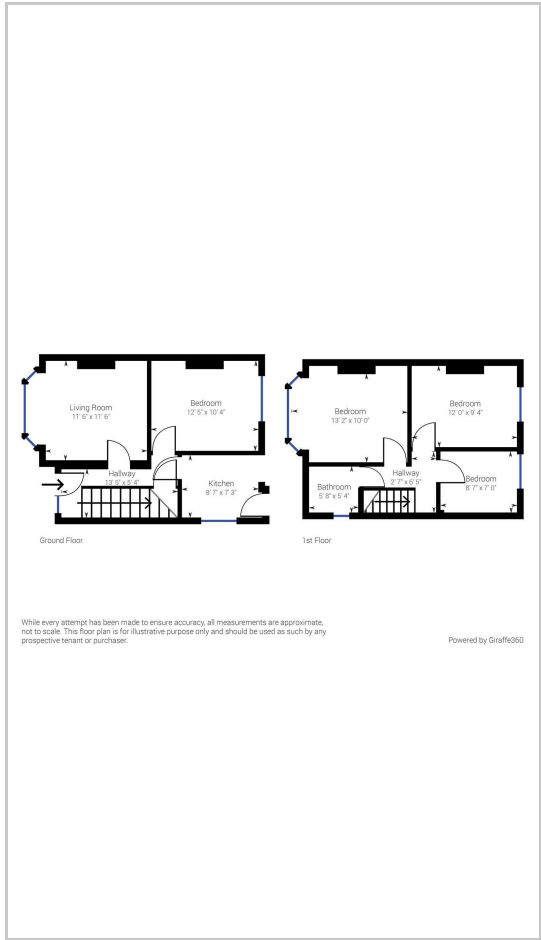 Living Room
11' 6" x 11' 6"
Bedroom
12' 5" x 10' 4"
Hallway
13' 5" x 5' 4"
Kitchen
8' 7" x 7' 3"
Ground Floor
Bedroom
13' 2" x 10' 0"
Bedroom
12' 0" x 9' 4"
Hallway
2' 7" x 6' 5"
Bathroom
5' 8" x 5' 4"
Bedroom
8' 7" x 7' 0"
1st Floor
While every attempt has been made to ensure accuracy, all measurements are approximate,
not to scale. This floor plan is for illustrative purpose only and should be used as such by any
prospective tenant or purchaser.
Powered by Giraffe360